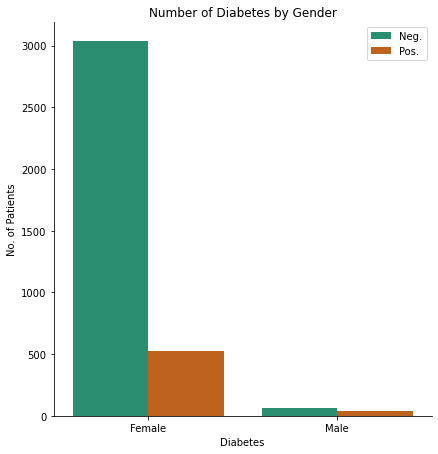 Number of Diabetes by Gender
Neg.
Pos.
3000
2500
2000
1500
1000
500
0
No. of Patients
Female
Male
Diabetes